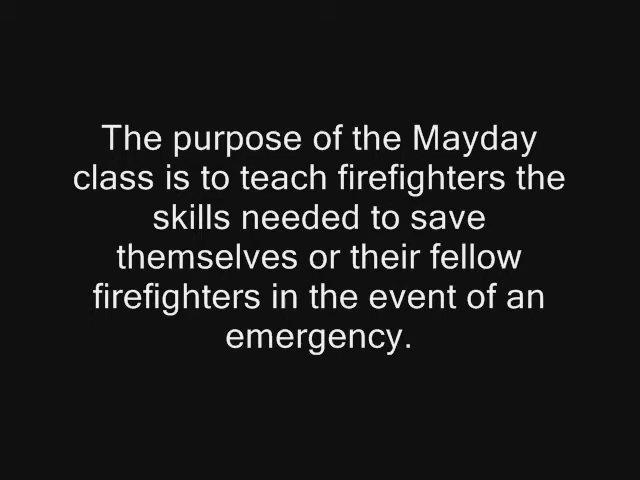 The purpose of the Mayday
class is to teach firefighters the
skills needed to save
themselves or their fellow
firefighters in the event of an
emergency.